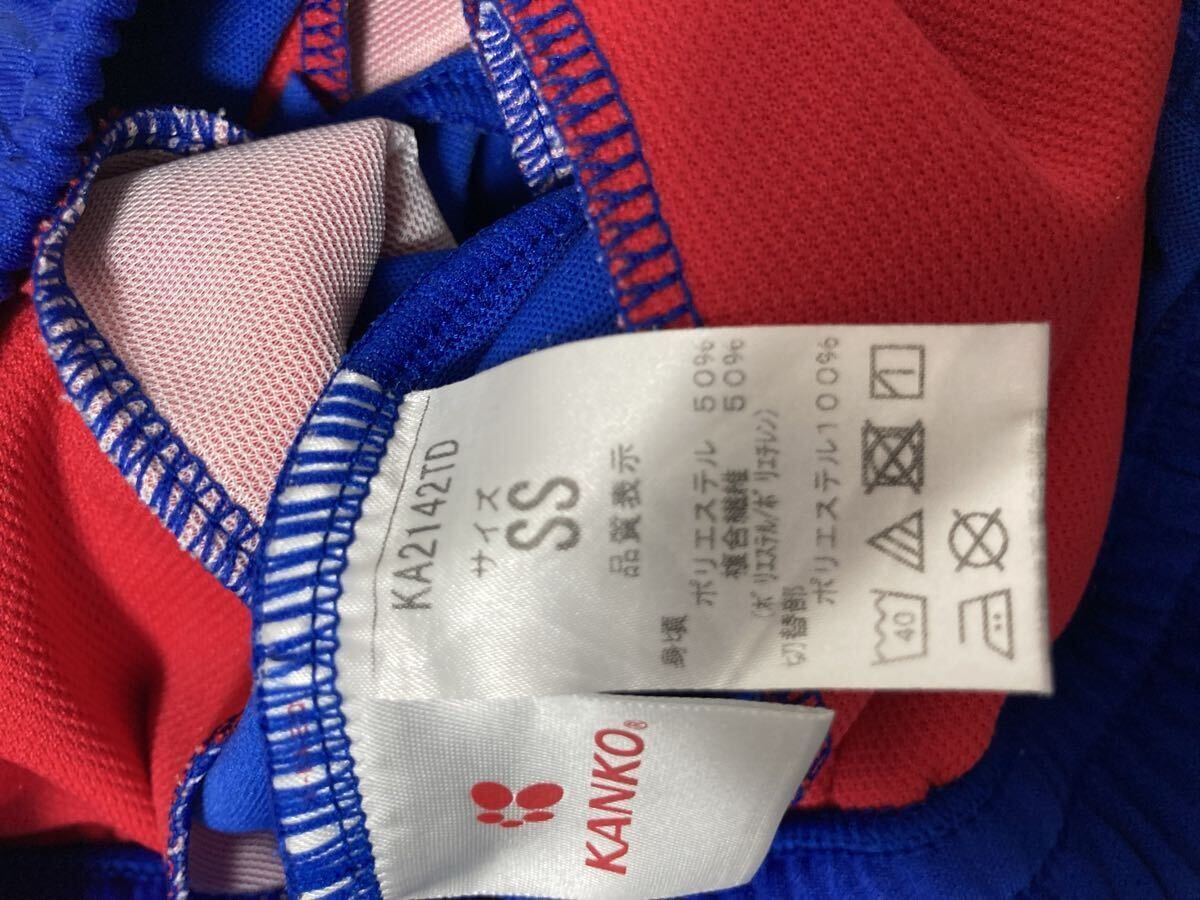 KA2142TD
サイズ
SS
品質表示
身頃
ポリエステル 50%
複合繊維 50%
(ポリエステル/ポリエチレン)
切替部
ポリエステル100%
40
KANKO®